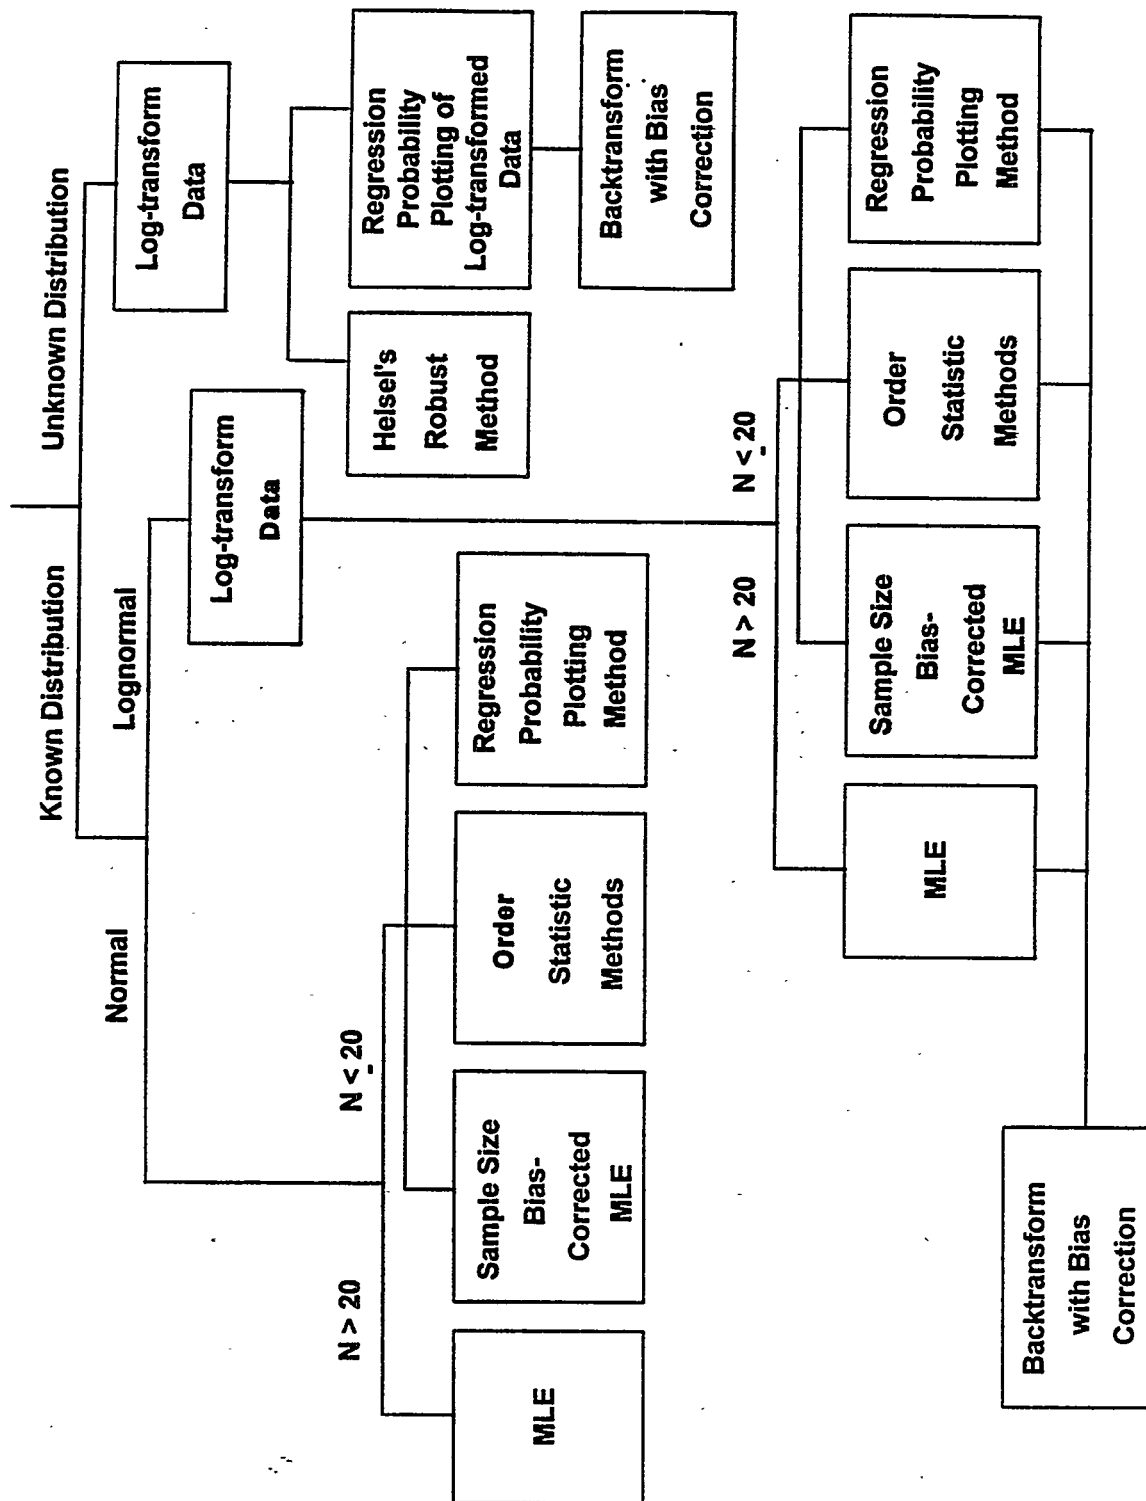 Known Distribution
Unknown Distribution
Normal
Lognormal
Log-transform
Data
Log-transform
Data
N > 20
N ≤ 20
MLE
Sample Size
Bias-
Corrected
MLE
Order
Statistic
Methods
Regression
Probability
Plotting
Method
Helsel's
Robust
Method
Regression
Probability
Plotting of
Log-transformed
Data
Backtransform
with Bias
Correction
N > 20
N ≤ 20
MLE
Sample Size
Bias-
Corrected
MLE
Order
Statistic
Methods
Regression
Probability
Plotting
Method
Backtransform
with Bias
Correction